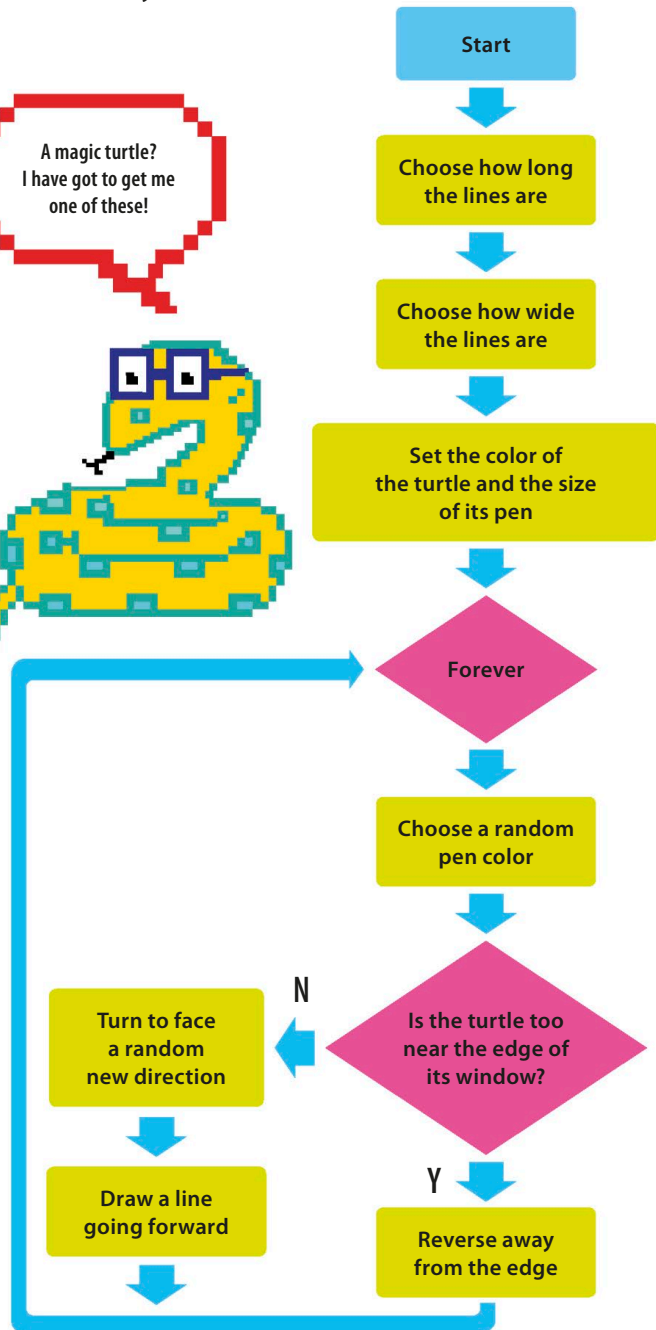 Start
A magic turtle?
I have got to get me
one of these!
Choose how long
the lines are
Choose how wide
the lines are
Set the color of
the turtle and the size
of its pen
Forever
Choose a random
pen color
Is the turtle too
near the edge of
its window?
N
Turn to face
a random
new direction
Draw a line
going forward
Y
Reverse away
from the edge